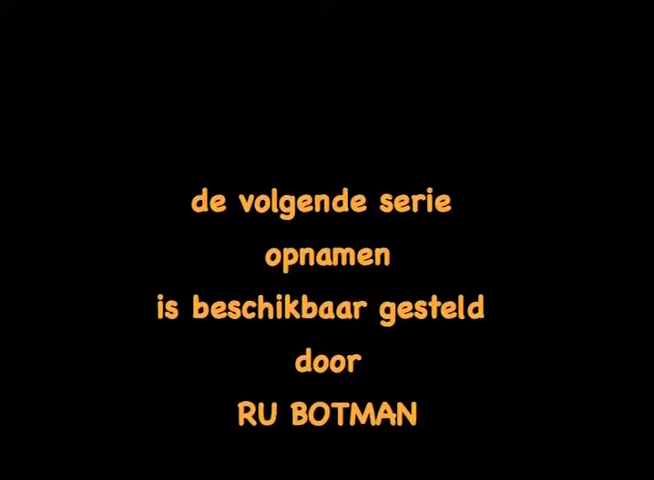 de volgende serie
opnamen
is beschikbaar gesteld
door
RU BOTMAN